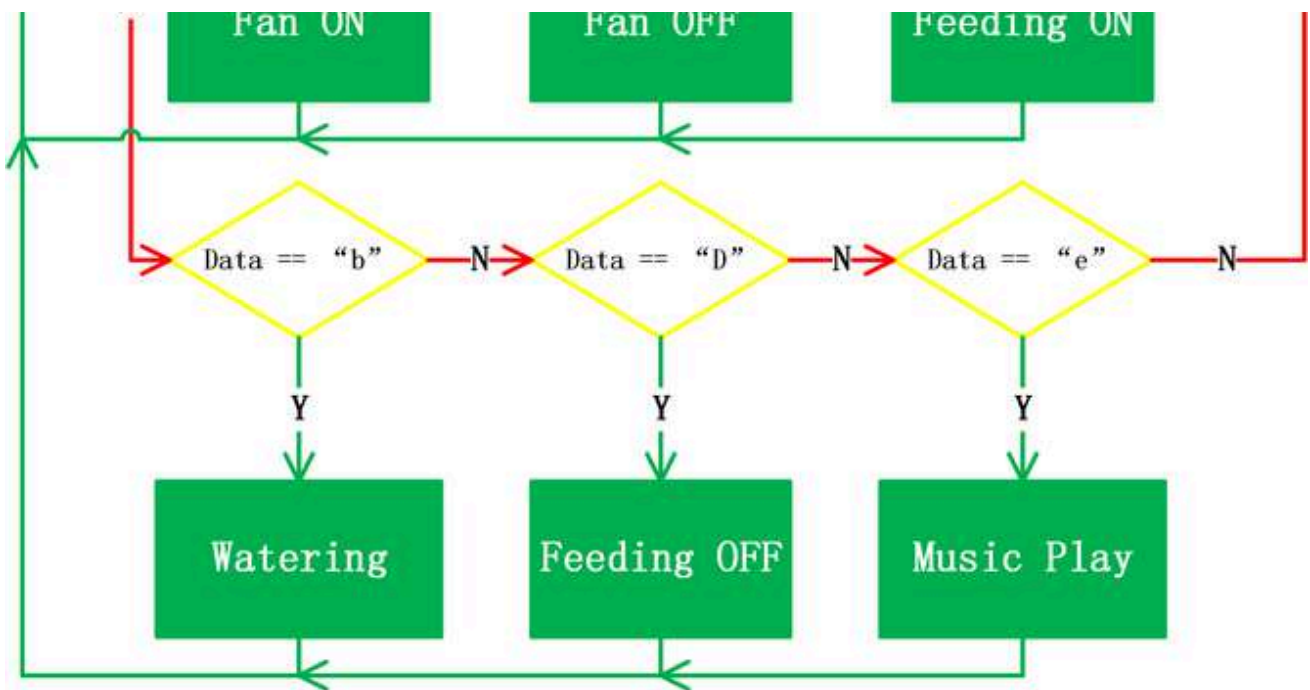 Fan ON
Fan OFF
Feeding ON
Data == “b”
N
Data == “D”
N
Data == “e”
N
Y
Y
Y
Watering
Feeding OFF
Music Play